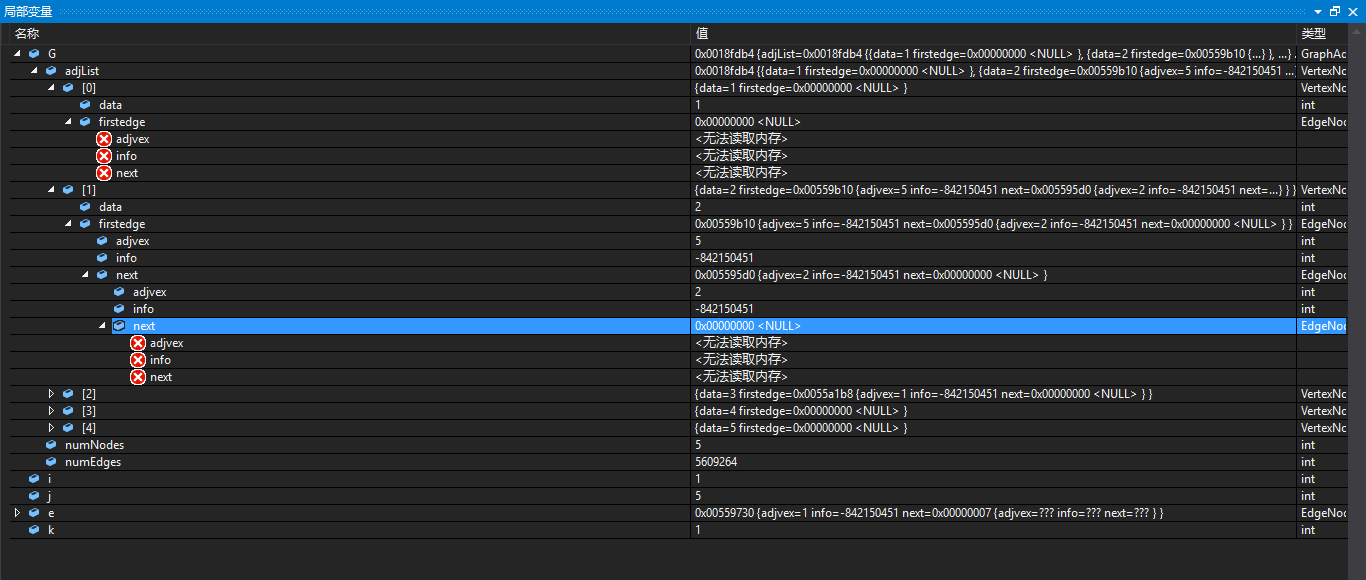 局部变量
名称 值 类型
G 0x0018fdb4 {adjList=0x0018fdb4 {{data=1 firstedge=0x00000000 <NULL> }, {data=2 firstedge=0x00559b10 {...} }, ...} . GraphAc
adjList 0x0018fdb4 {{data=1 firstedge=0x00000000 <NULL> }, {data=2 firstedge=0x00559b10 {adjvex=5 info=-842150451 ... VertexNo
[0] {data=1 firstedge=0x00000000 <NULL> } VertexNo
data 1 int
firstedge 0x00000000 <NULL> EdgeNod
adjvex <无法读取内存>
info <无法读取内存>
next <无法读取内存>
[1] {data=2 firstedge=0x00559b10 {adjvex=5 info=-842150451 next=0x005595d0 {adjvex=2 info=-842150451 next=...} } } VertexNo
data 2 int
firstedge 0x00559b10 {adjvex=5 info=-842150451 next=0x005595d0 {adjvex=2 info=-842150451 next=0x00000000 <NULL> } } EdgeNod
adjvex 5 int
info -842150451 int
next 0x005595d0 {adjvex=2 info=-842150451 next=0x00000000 <NULL> } EdgeNod
adjvex 2 int
info -842150451 int
next 0x00000000 <NULL> EdgeNod
adjvex <无法读取内存>
info <无法读取内存>
next <无法读取内存>
[2] {data=3 firstedge=0x0055a1b8 {adjvex=1 info=-842150451 next=0x00000000 <NULL> } } VertexNo
[3] {data=4 firstedge=0x00000000 <NULL> } VertexNo
[4] {data=5 firstedge=0x00000000 <NULL> } VertexNo
numNodes 5 int
numEdges 5609264 int
i 1 int
j 5 int
e 0x00559730 {adjvex=1 info=-842150451 next=0x00000007 {adjvex=??? info=??? next=??? } } EdgeNod
k 1 int